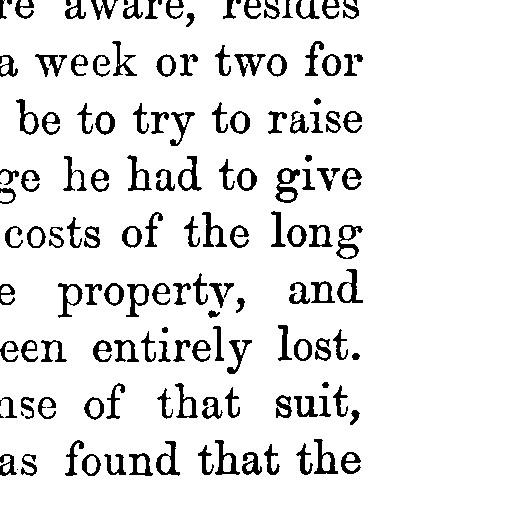 re aware, resides
a week or two for
be to try to raise
ge he had to give
costs of the long
e property, and
een entirely lost.
nse of that suit,
as found that the